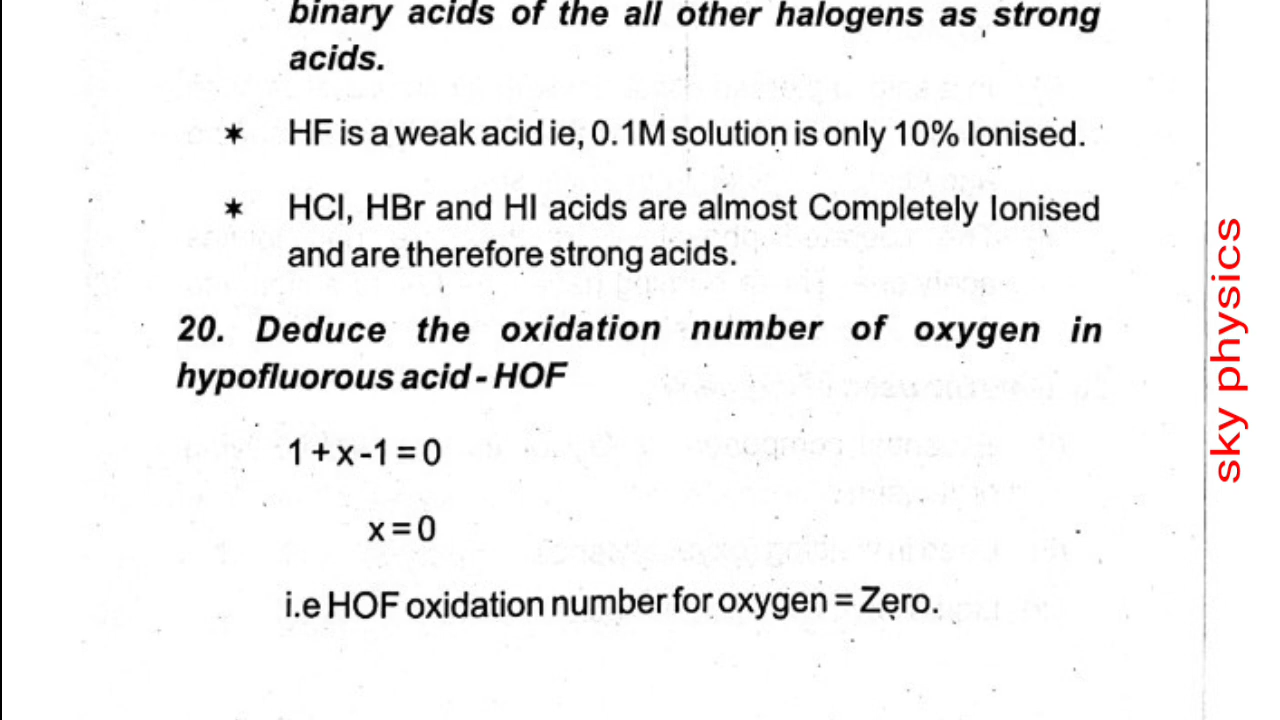 binary acids of the all other halogens as strong
acids.
* HF is a weak acid ie, 0.1M solution is only 10% Ionised.
* HCl, HBr and HI acids are almost Completely Ionised
and are therefore strong acids.
20. Deduce the oxidation number of oxygen in
hypofluorous acid - HOF
1 + x - 1 = 0
x = 0
i.e HOF oxidation number for oxygen = Zero.
sky physics